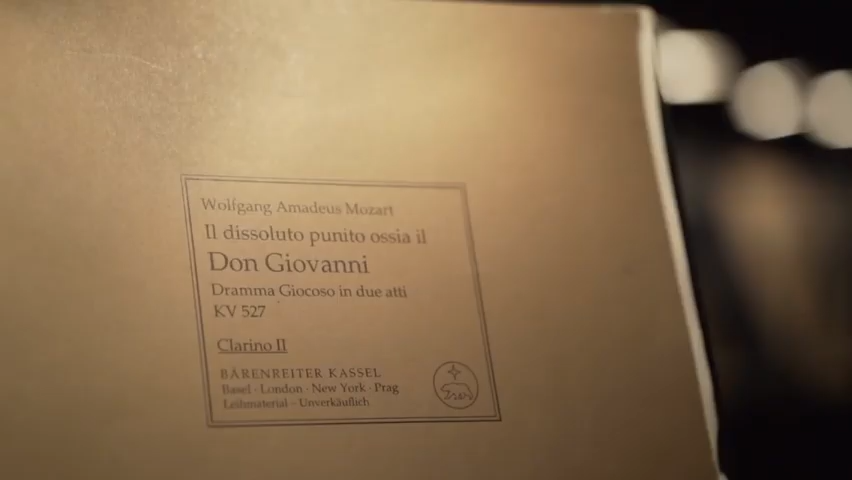 Wolfgang Amadeus Mozart
Il dissoluto punito ossia il
Don Giovanni
Dramma Giocoso in due atti
KV 527
Clarino II
BÄRENREITER KASSEL
Basel · London · New York · Prag
Leihmaterial – Unverkäuflich